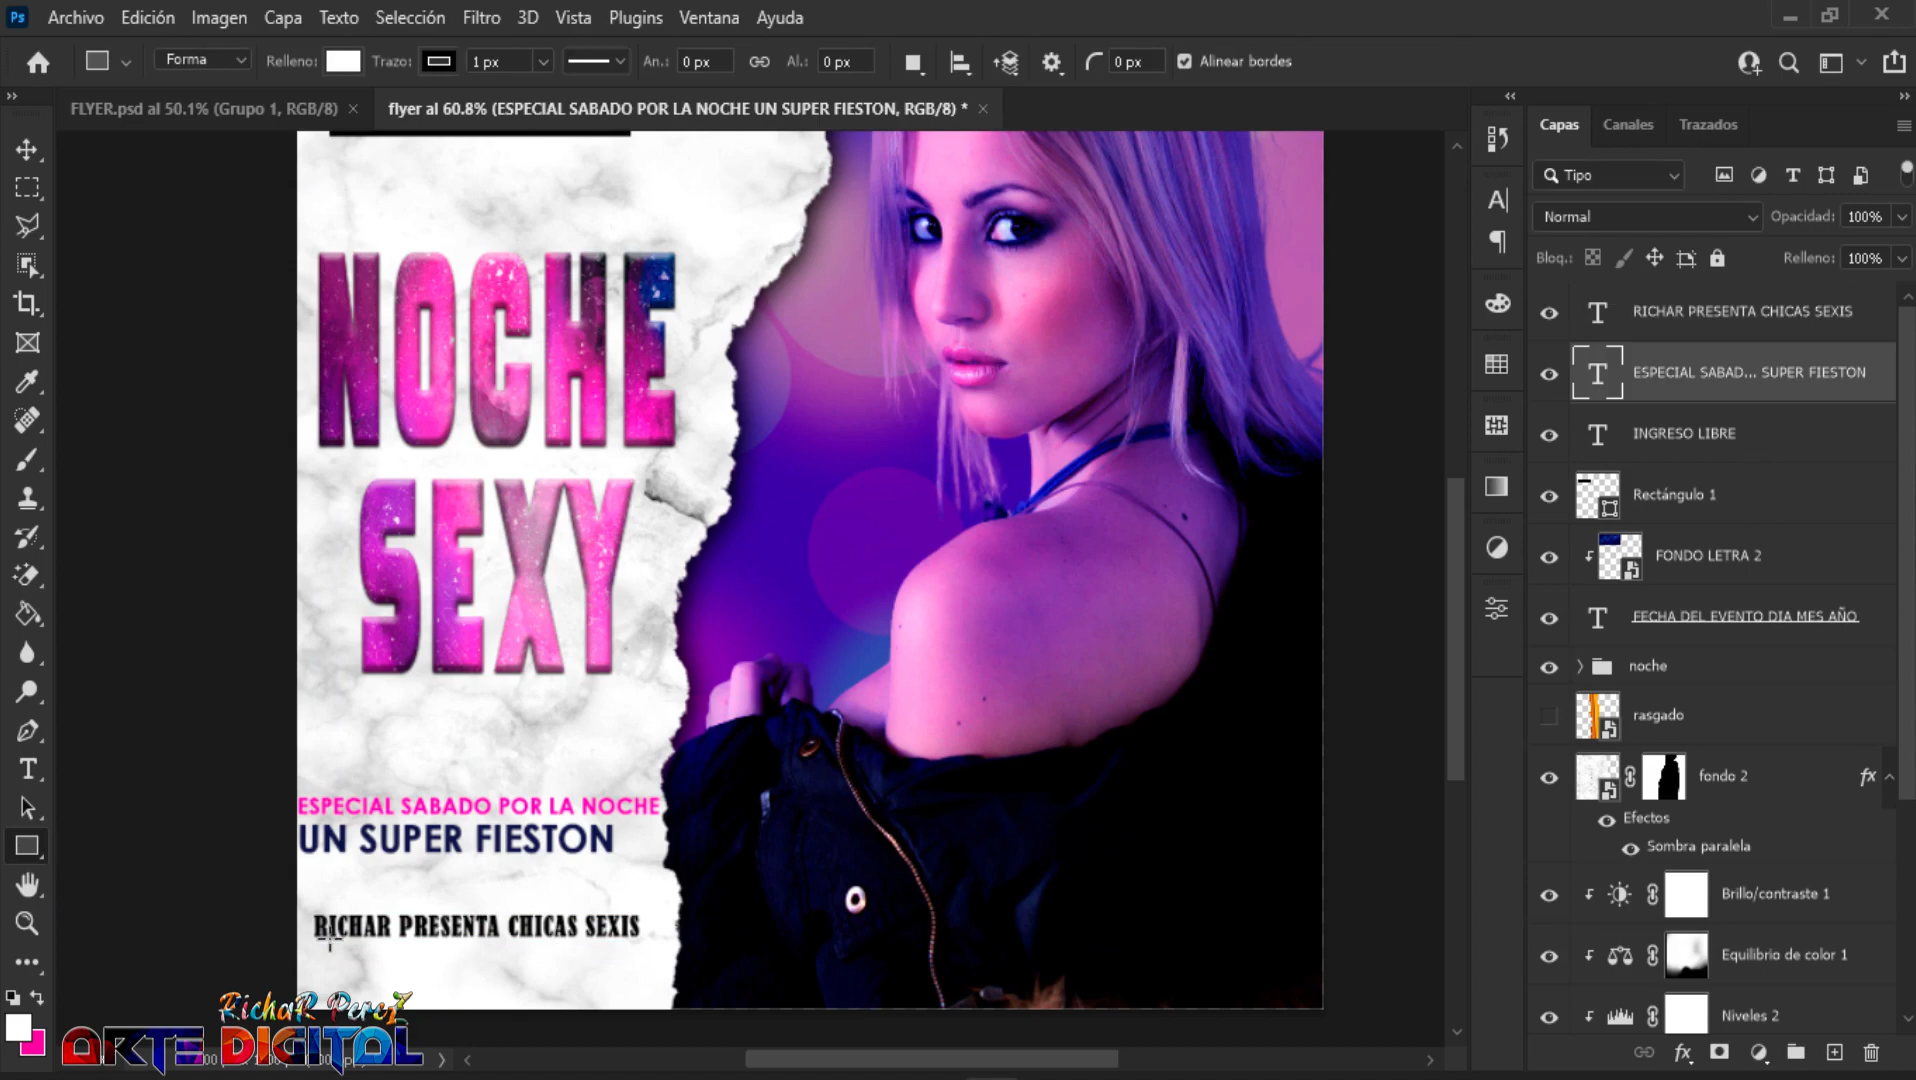 Ps Archivo Edición Imagen Capa Texto Selección Filtro 3D Vista Plugins Ventana Ayuda
Forma Relleno: Trazo: 1 px An.: 0 px Al.: 0 px 0 px Alinear bordes
FLYER.psd al 50.1% (Grupo 1, RGB/8) × flyer al 60.8% (ESPECIAL SABADO POR LA NOCHE UN SUPER FIESTON, RGB/8) * ×
NOCHE
SEXY
ESPECIAL SABADO POR LA NOCHE
UN SUPER FIESTON
RICHAR PRESENTA CHICAS SEXIS
RichaR PereZ
ARTE DIGITAL
Capas Canales Trazados
Tipo
Normal Opacidad: 100%
Bloq.: Relleno: 100%
RICHAR PRESENTA CHICAS SEXIS
ESPECIAL SABAD... SUPER FIESTON
INGRESO LIBRE
Rectángulo 1
FONDO LETRA 2
FECHA DEL EVENTO DIA MES AÑO
noche
rasgado
fondo 2 fx
Efectos
Sombra paralela
Brillo/contraste 1
Equilibrio de color 1
Niveles 2
fx